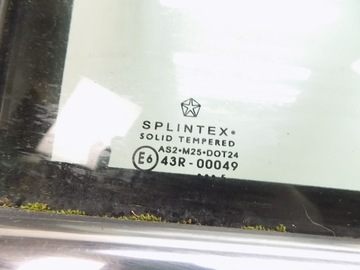 SPLINTEX®
SOLID TEMPERED
AS2•M25•DOT24
E6 43R-00049